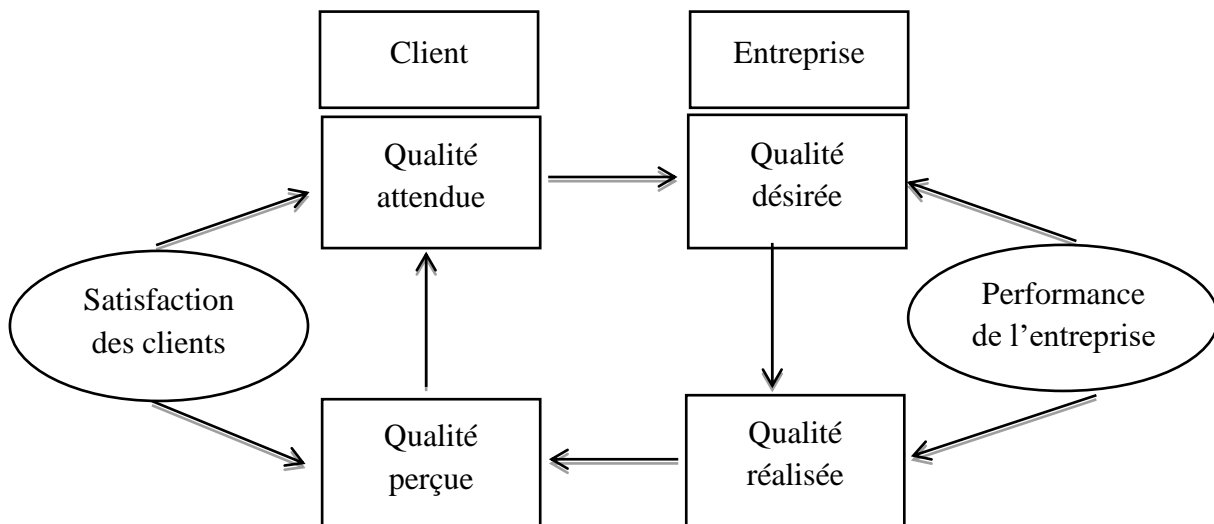 Client
Entreprise
Qualité
attendue
Qualité
désirée
Satisfaction
des clients
Performance
de l’entreprise
Qualité
perçue
Qualité
réalisée